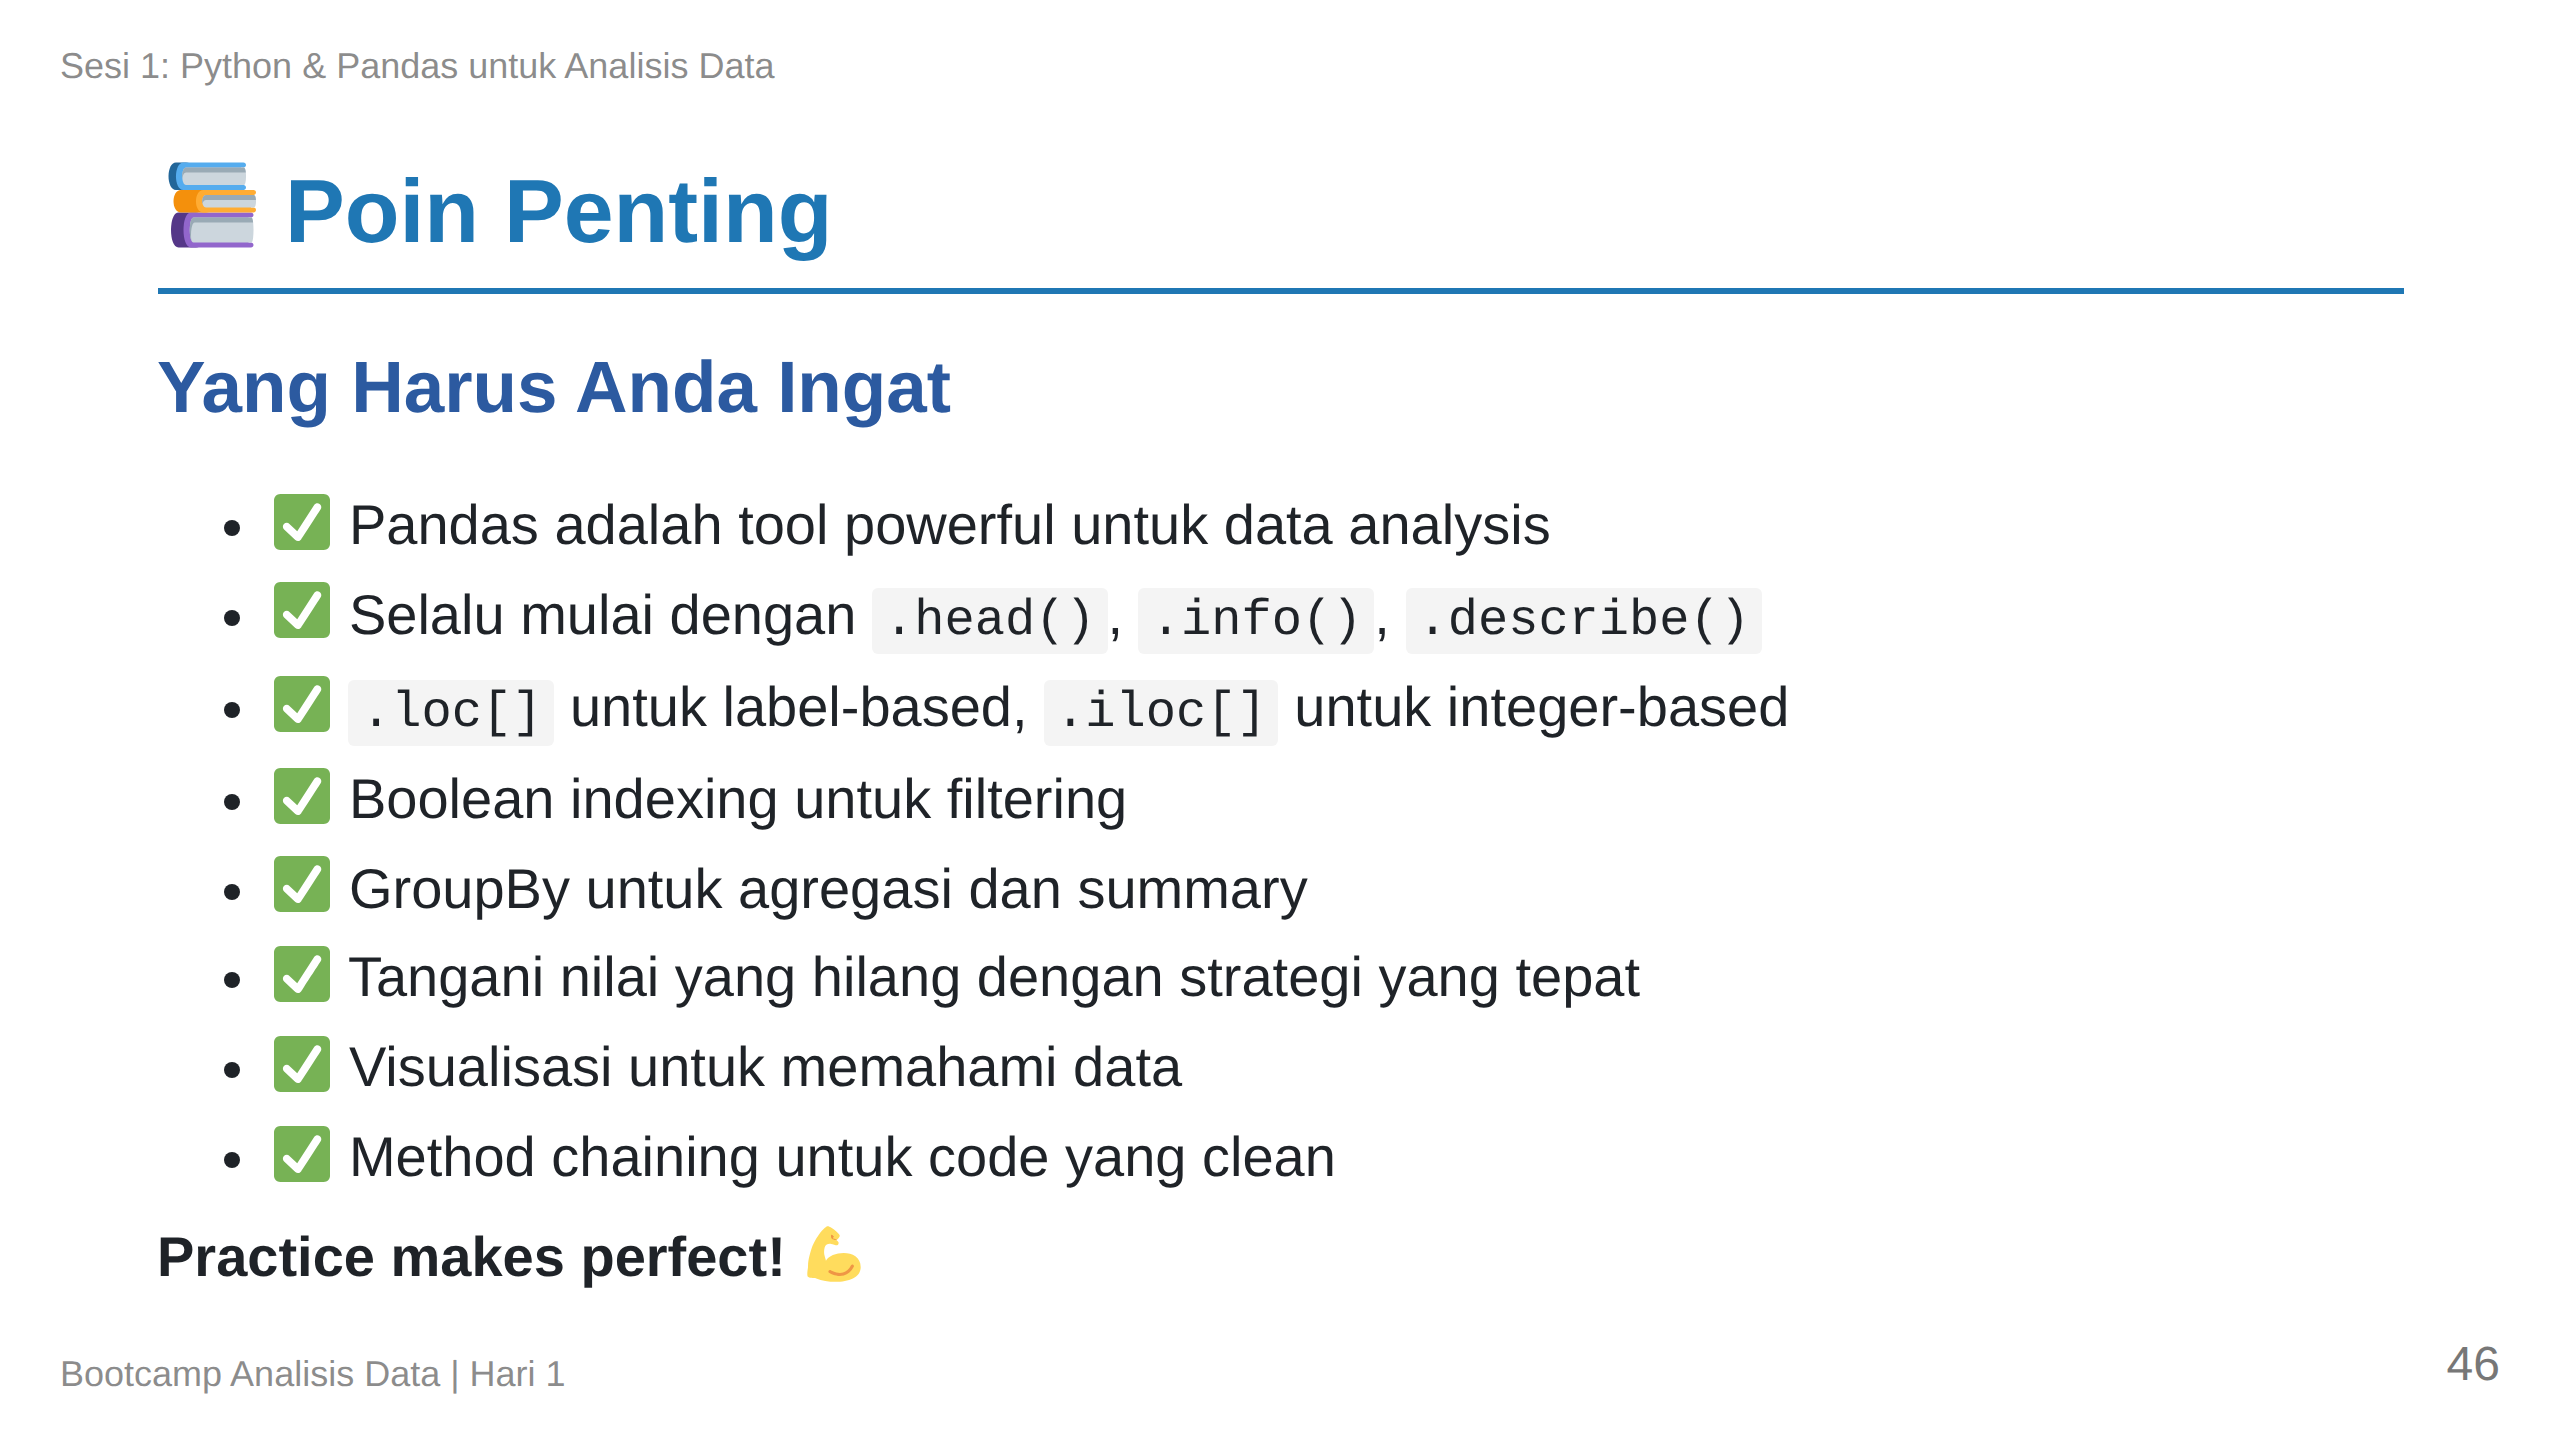 Sesi 1: Python & Pandas untuk Analisis Data
📚 Poin Penting
Yang Harus Anda Ingat
• ✅ Pandas adalah tool powerful untuk data analysis
• ✅ Selalu mulai dengan .head(), .info(), .describe()
• ✅ .loc[] untuk label-based, .iloc[] untuk integer-based
• ✅ Boolean indexing untuk filtering
• ✅ GroupBy untuk agregasi dan summary
• ✅ Tangani nilai yang hilang dengan strategi yang tepat
• ✅ Visualisasi untuk memahami data
• ✅ Method chaining untuk code yang clean
Practice makes perfect! 💪
Bootcamp Analisis Data | Hari 1
46